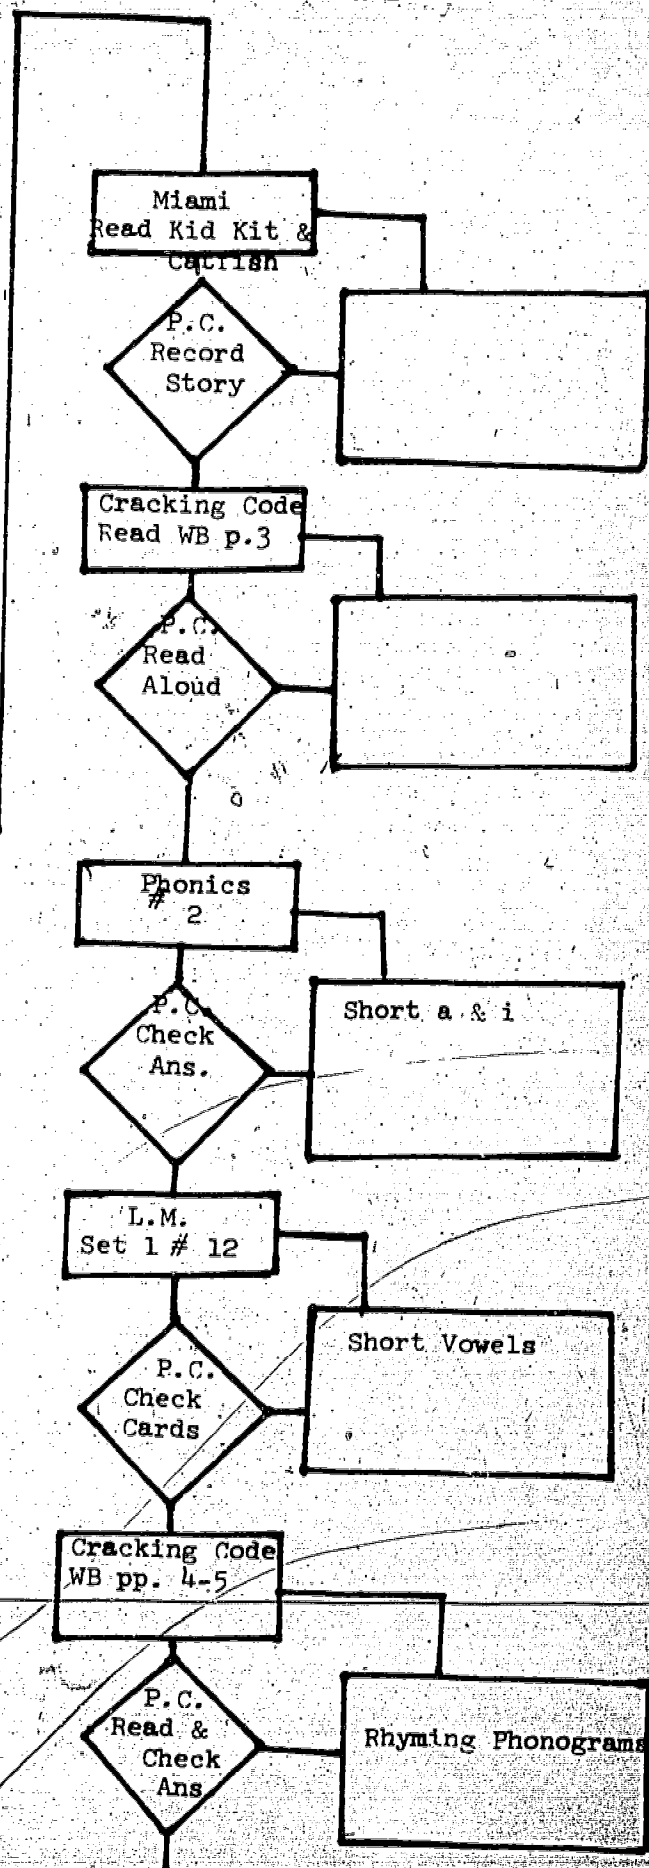 Miami
Read Kid Kit &
Catfish
P.C.
Record
Story
Cracking Code
Read WB p.3
P.C.
Read
Aloud
Phonics
# 2
P.C.
Check
Ans.
Short a & i
L.M.
Set 1 # 12
Short Vowels
P.C.
Check
Cards
Cracking Code
WB pp. 4-5
P.C.
Read &
Check
Ans
Rhyming Phonograms